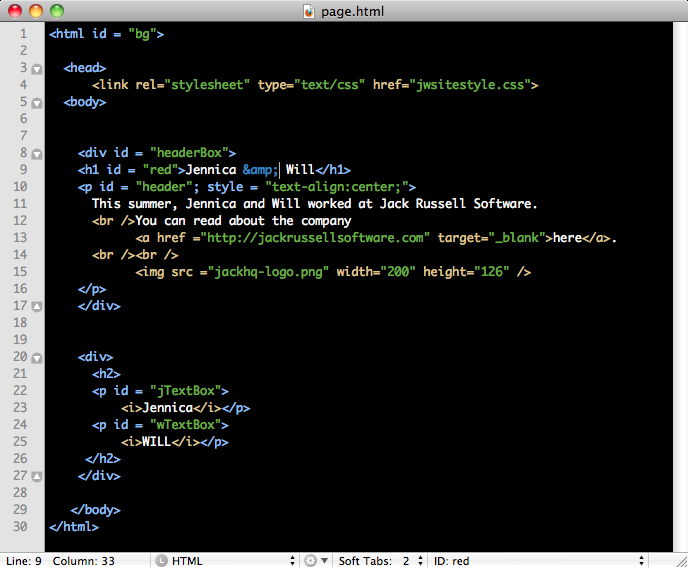 page.html
1 <html id = "bg">
2
3 <head>
4 <link rel="stylesheet" type="text/css" href="jwsitestyle.css">
5 <body>
6
7
8 <div id = "headerBox">
9 <h1 id = "red">Jennica &amp; Will</h1>
10 <p id = "header"; style = "text-align:center;">
11 This summer, Jennica and Will worked at Jack Russell Software.
12 <br />You can read about the company
13 <a href ="http://jackrussellsoftware.com" target="_blank">here</a>.
14 <br /><br />
15 <img src ="jackhq-logo.png" width="200" height="126" />
16 </p>
17 </div>
18
19
20 <div>
21 <h2>
22 <p id = "jTextBox">
23 <i>Jennica</i></p>
24 <p id = "wTextBox">
25 <i>WILL</i></p>
26 </h2>
27 </div>
28
29 </body>
30 </html>
Line: 9 Column: 33 L HTML Soft Tabs: 2 ID: red